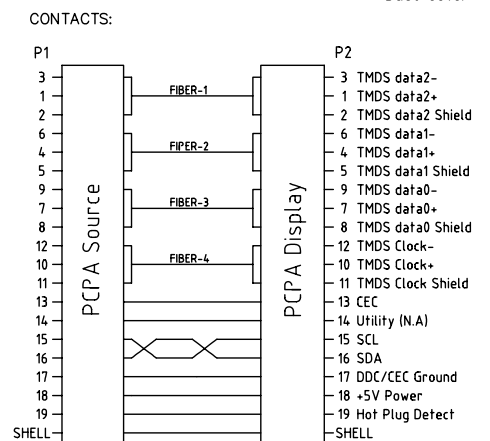 CONTACTS:
P1 P2
3 3 TMDS data2-
1 FIBER-1 1 TMDS data2+
2 2 TMDS data2 Shield
6 6 TMDS data1-
4 FIPER-2 4 TMDS data1+
5 5 TMDS data1 Shield
9 9 TMDS data0-
7 FIBER-3 7 TMDS data0+
8 8 TMDS data0 Shield
12 12 TMDS Clock-
10 FIBER-4 10 TMDS Clock+
11 11 TMDS Clock Shield
13 13 CEC
14 14 Utility (N.A)
15 15 SCL
16 16 SDA
17 17 DDC/CEC Ground
18 18 +5V Power
19 19 Hot Plug Detect
SHELL SHELL
PCPA Source
PCPA Display